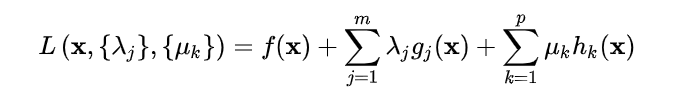 L (x, {λⱼ}, {μₖ}) = f(x) + ∑ⱼ₌₁ᵐ λⱼgⱼ(x) + ∑ₖ₌₁ᵖ μₖhₖ(x)